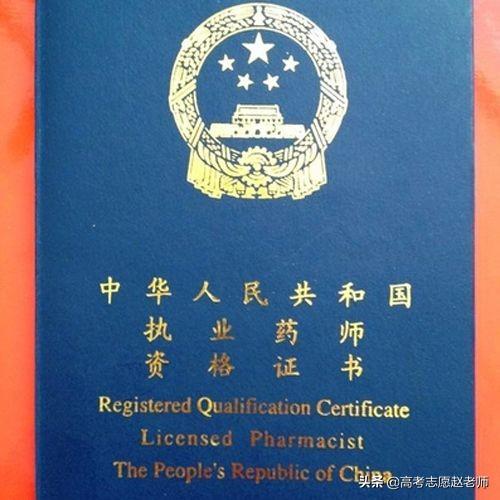 中华人民共和国
执业药师
资格证书
Registered Qualification Certificate
Licensed Pharmacist
The People's Republic of China
头条@高考志愿赵老师